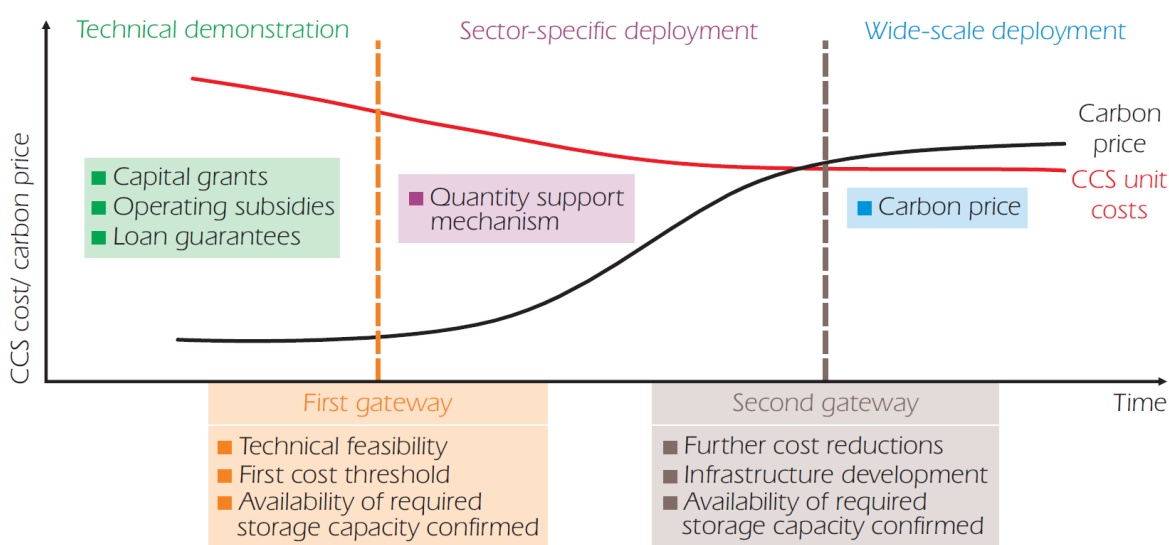 Technical demonstration
Sector-specific deployment
Wide-scale deployment
CCS cost/ carbon price
Capital grants
Operating subsidies
Loan guarantees
Quantity support
mechanism
Carbon price
Carbon
price
CCS unit
costs
Time
First gateway
Technical feasibility
First cost threshold
Availability of required
storage capacity confirmed
Second gateway
Further cost reductions
Infrastructure development
Availability of required
storage capacity confirmed